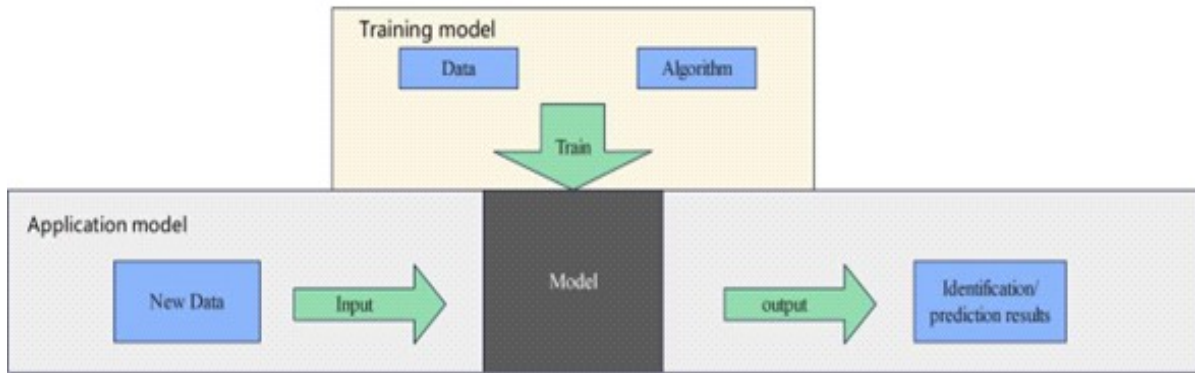 Training model
Data
Algorithm
Train
Application model
New Data
Input
Model
output
Identification/
prediction results